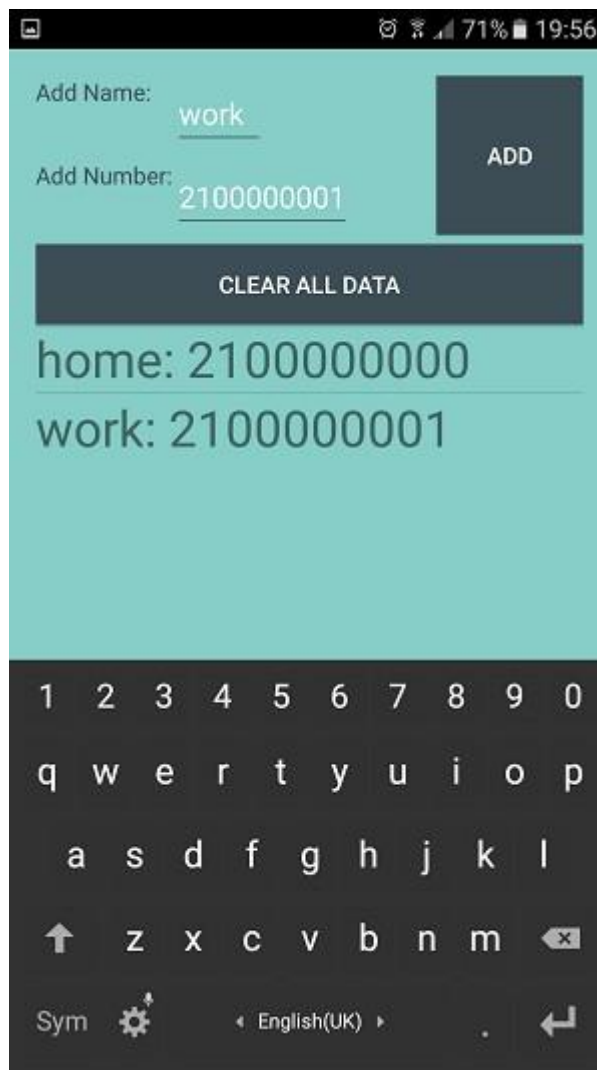 71% 19:56
Add Name:
work
ADD
Add Number:
2100000001
CLEAR ALL DATA
home: 2100000000
work: 2100000001
1 2 3 4 5 6 7 8 9 0
q w e r t y u i o p
a s d f g h j k l
z x c v b n m
Sym English(UK) .